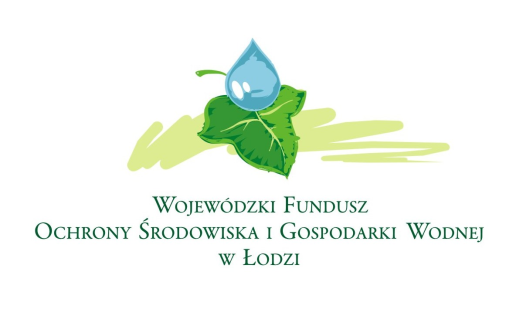 Wojewódzki Fundusz
Ochrony Środowiska i Gospodarki Wodnej
w Łodzi